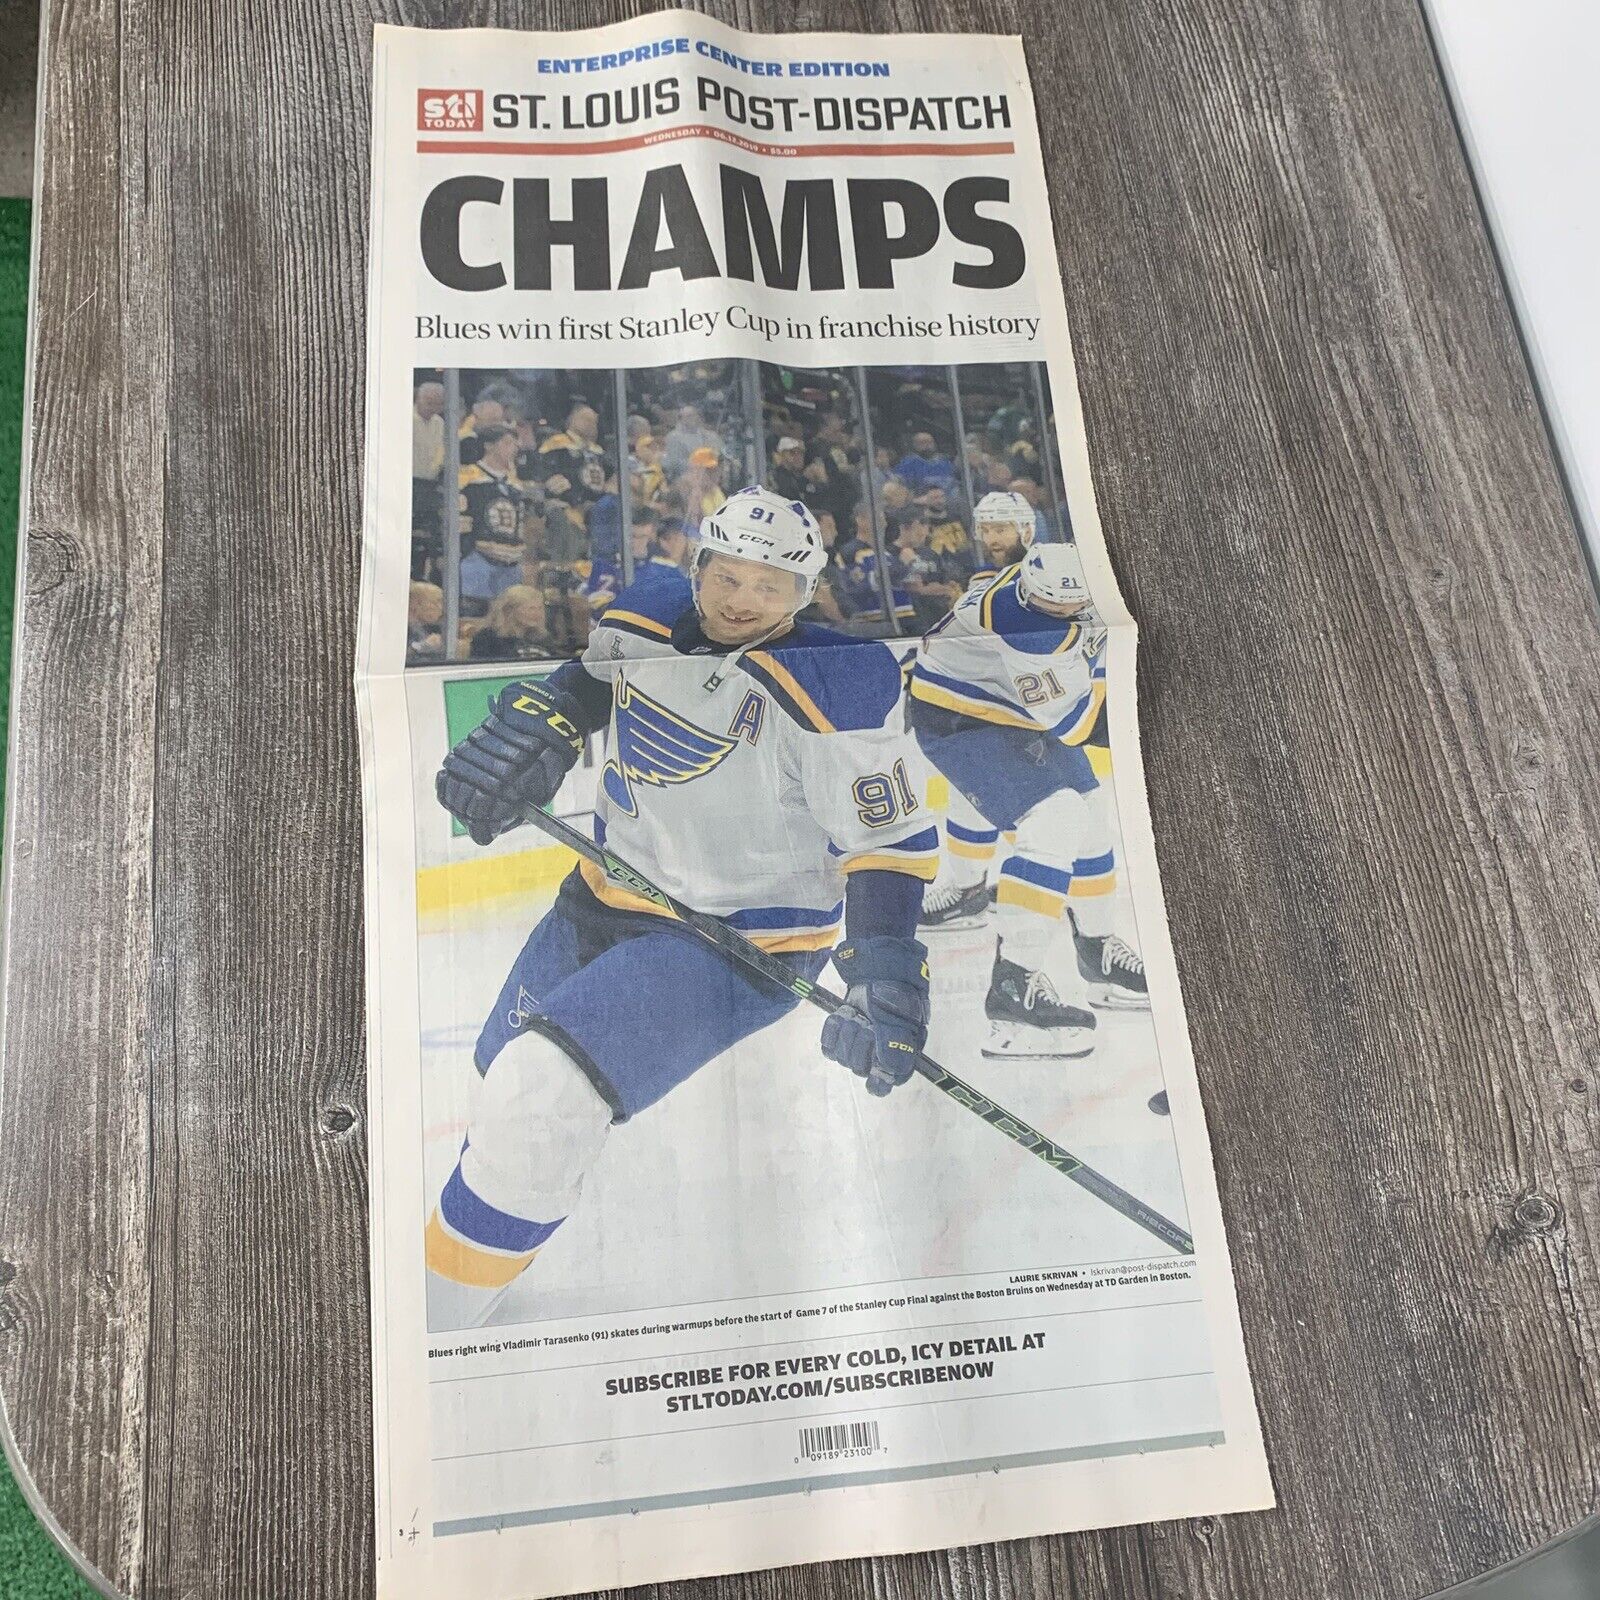 ENTERPRISE CENTER EDITION
stl TODAY ST. LOUIS POST-DISPATCH
WEDNESDAY • 06.12.2019 • $5.00
CHAMPS
Blues win first Stanley Cup in franchise history
91
CCM
21
A
CCM
21
91
CCM
CCM
CCM
CCM
LAURIE SKRIVAN • lskrivan@post-dispatch.com
Blues right wing Vladimir Tarasenko (91) skates during warmups before the start of Game 7 of the Stanley Cup Final against the Boston Bruins on Wednesday at TD Garden in Boston.
SUBSCRIBE FOR EVERY COLD, ICY DETAIL AT
STLTODAY.COM/SUBSCRIBENOW
0 09189 23100 7